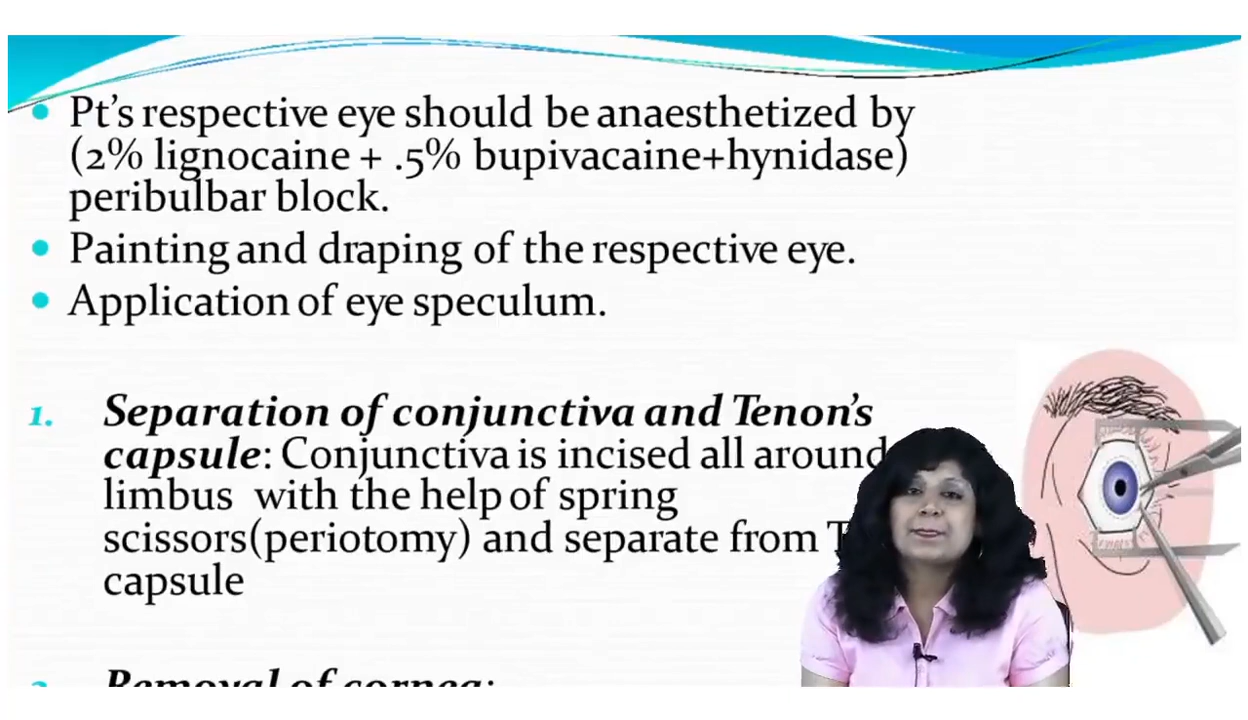 Pt's respective eye should be anaesthetized by
(2% lignocaine + .5% bupivacaine+hynidase)
peribulbar block.
Painting and draping of the respective eye.
Application of eye speculum.
1. Separation of conjunctiva and Tenon's
capsule: Conjunctiva is incised all around
limbus with the help of spring
scissors(periotomy) and separate from
capsule
Removal of cornea: